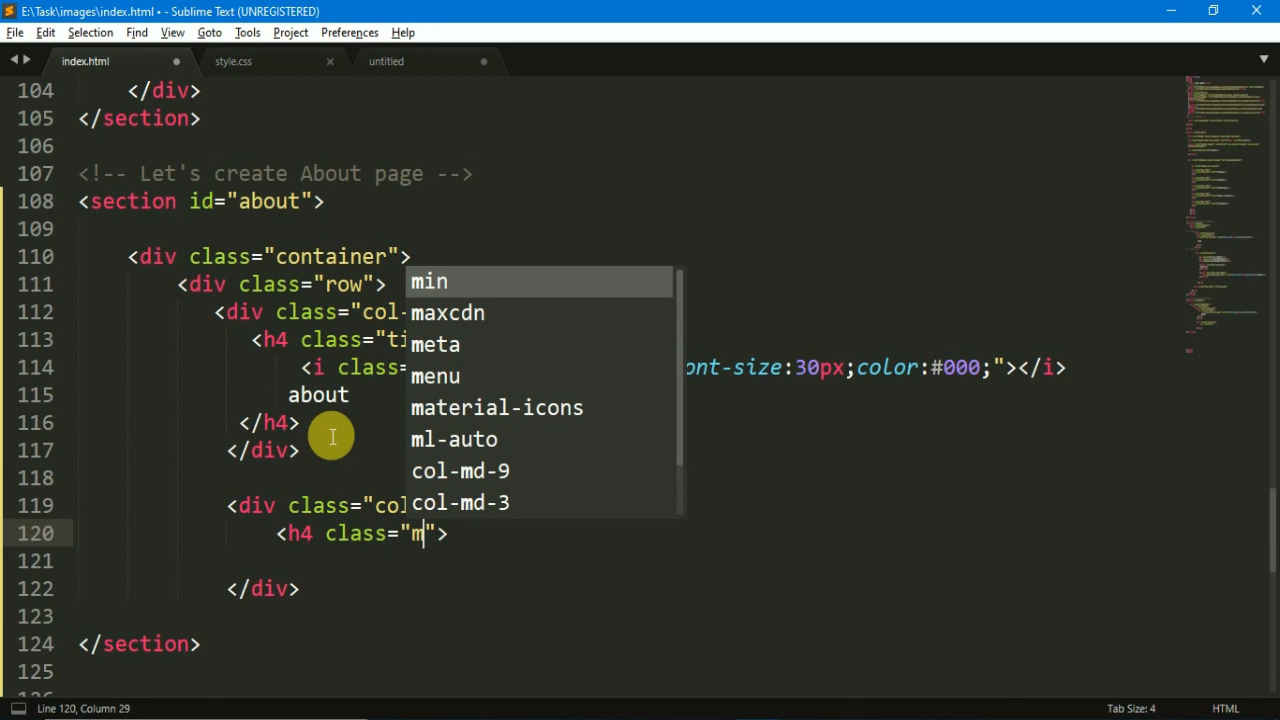 E:\Task\images\index.html • - Sublime Text (UNREGISTERED)
File Edit Selection Find View Goto Tools Project Preferences Help
index.html style.css untitled
104 </div>
105 </section>
106
107 <!-- Let's create About page -->
108 <section id="about">
109
110 <div class="container">
111 <div class="row">
112 <div class="col-
113 <h4 class="ti
114 <i class= ont-size:30px;color:#000;"></i>
115 about
116 </h4>
117 </div>
118
119 <div class="col
120 <h4 class="m">
121
122 </div>
123
124 </section>
125
min
maxcdn
meta
menu
material-icons
ml-auto
col-md-9
col-md-3
Line 120, Column 29 Tab Size: 4 HTML